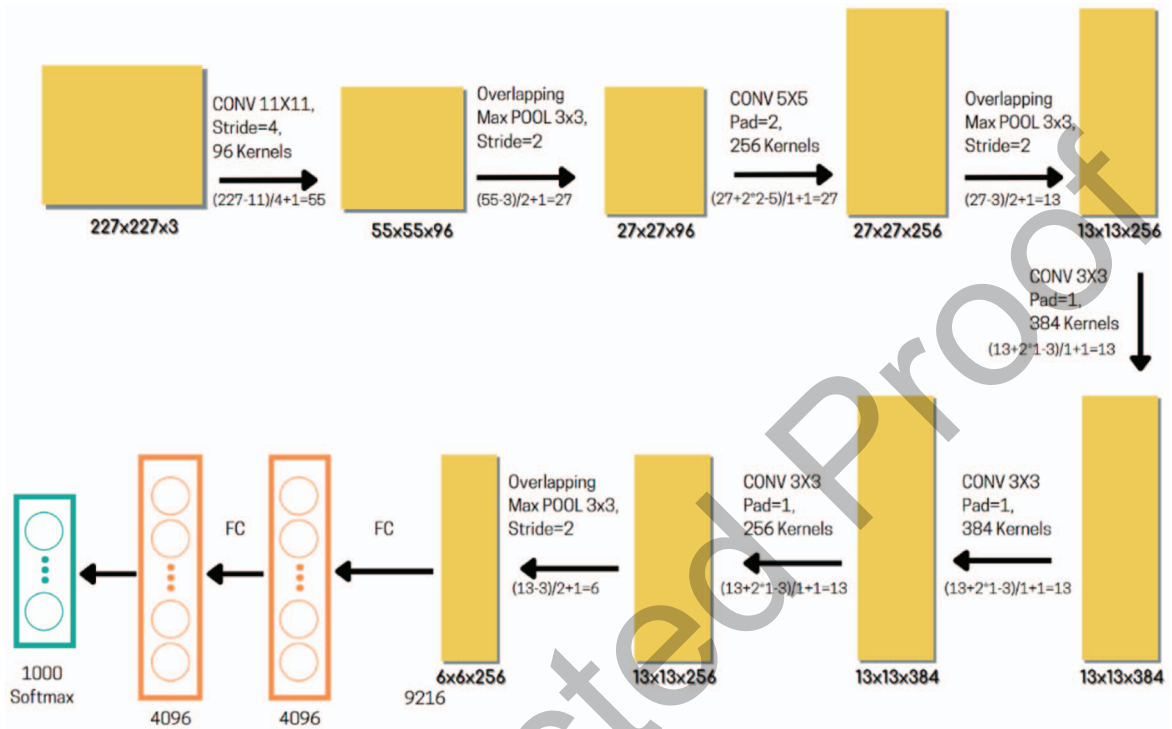 CONV 11X11,
Stride=4,
96 Kernels
(227-11)/4+1=55
227x227x3
Overlapping
Max POOL 3x3,
Stride=2
(55-3)/2+1=27
55x55x96
CONV 5X5
Pad=2,
256 Kernels
(27+2*2-5)/1+1=27
27x27x96
Overlapping
Max POOL 3x3,
Stride=2
(27-3)/2+1=13
27x27x256
13x13x256
CONV 3X3
Pad=1,
384 Kernels
(13+2*1-3)/1+1=13
13x13x384
CONV 3X3
Pad=1,
384 Kernels
(13+2*1-3)/1+1=13
13x13x384
CONV 3X3
Pad=1,
256 Kernels
(13+2*1-3)/1+1=13
13x13x256
Overlapping
Max POOL 3x3,
Stride=2
(13-3)/2+1=6
6x6x256
9216
FC
4096
FC
4096
1000
Softmax
Proof